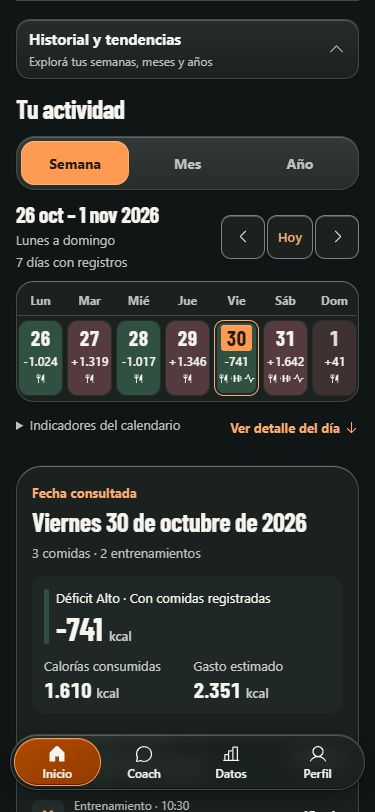 Historial y tendencias
Explorá tus semanas, meses y años
Tu actividad
Semana Mes Año
26 oct – 1 nov 2026
Lunes a domingo
7 días con registros
Hoy
Lun Mar Mié Jue Vie Sáb Dom
26 27 28 29 30 31 1
-1.024 +1.319 -1.017 +1.346 -741 +1.642 +41
Indicadores del calendario
Ver detalle del día ↓
Fecha consultada
Viernes 30 de octubre de 2026
3 comidas · 2 entrenamientos
Déficit Alto · Con comidas registradas
-741 kcal
Calorías consumidas Gasto estimado
1.610 kcal 2.351 kcal
Inicio Coach Datos Perfil
Entrenamiento · 10:30